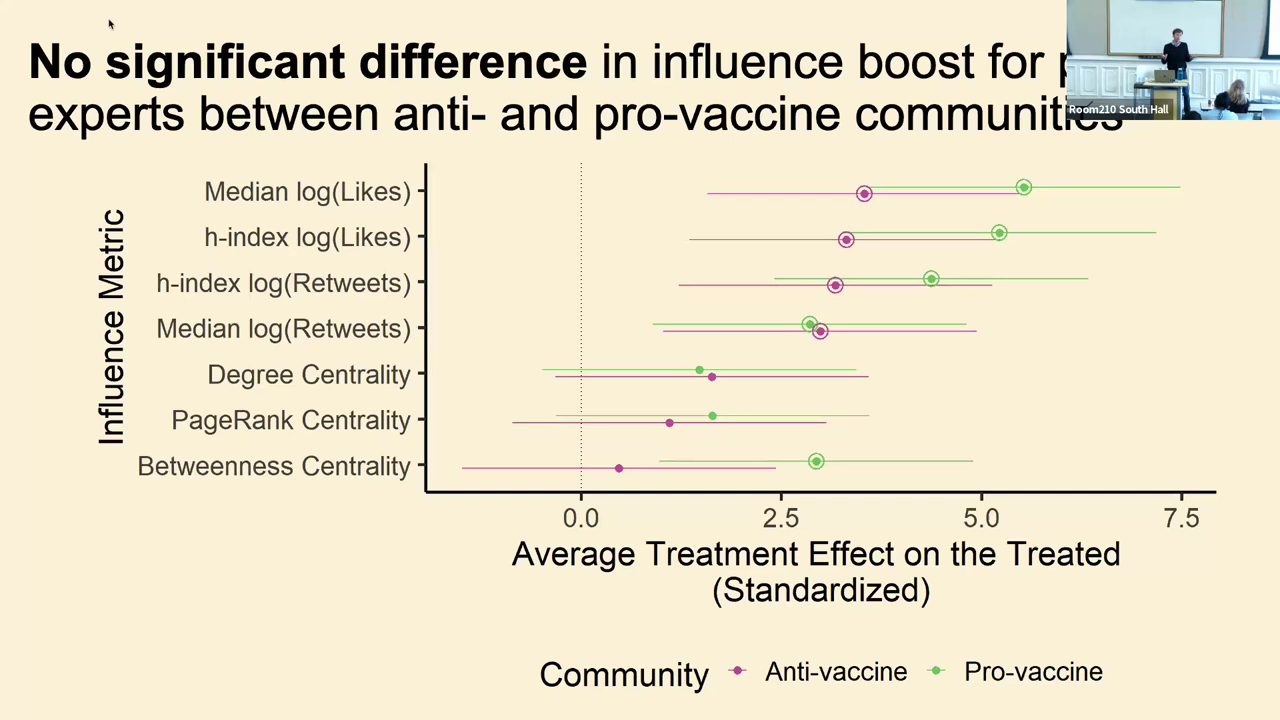 No significant difference in influence boost for
experts between anti- and pro-vaccine communities
Room210 South Hall
Influence Metric
Median log(Likes)
h-index log(Likes)
h-index log(Retweets)
Median log(Retweets)
Degree Centrality
PageRank Centrality
Betweenness Centrality
0.0 2.5 5.0 7.5
Average Treatment Effect on the Treated
(Standardized)
Community Anti-vaccine Pro-vaccine